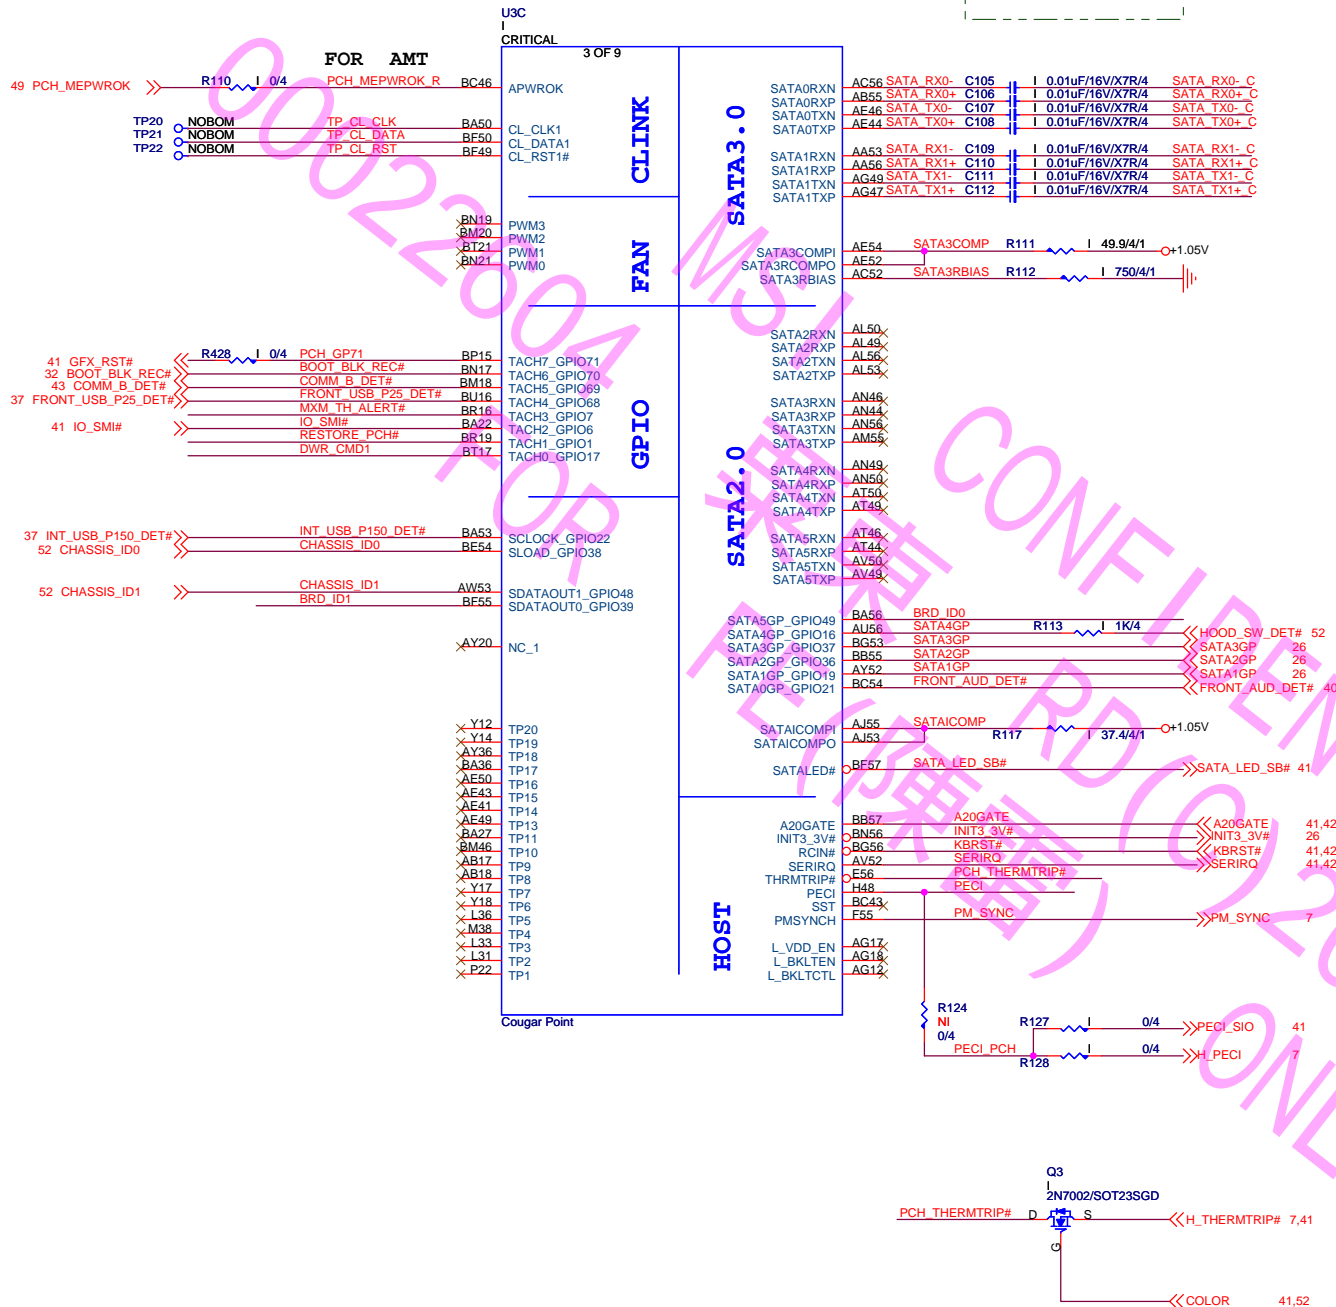 U3C
I
CRITICAL
3 OF 9
FOR AMT
49 PCH_MEPWROK R110 I 0/4 PCH_MEPWROK_R BC46 APWROK
TP20 NOBOM TP_CL_CLK BA50 CL_CLK1
TP21 NOBOM TP_CL_DATA BF50 CL_DATA1
TP22 NOBOM TP_CL_RST BF49 CL_RST1#
CLINK
BN19 PWM3
BM20 PWM2
BT21 PWM1
BN21 PWM0
FAN
41 GFX_RST# R428 I 0/4 PCH_GP71 BP15 TACH7_GPIO71
32 BOOT_BLK_REC# BOOT_BLK_REC# BN17 TACH6_GPIO70
43 COMM_B_DET# COMM_B_DET# BM18 TACH5_GPIO69
37 FRONT_USB_P25_DET# FRONT_USB_P25_DET# BU16 TACH4_GPIO68
MXM_TH_ALERT# BR16 TACH3_GPIO7
41 IO_SMI# IO_SMI# BA22 TACH2_GPIO6
RESTORE_PCH# BR19 TACH1_GPIO1
DWR_CMD1 BT17 TACH0_GPIO17
GPIO
37 INT_USB_P150_DET# INT_USB_P150_DET# BA53 SCLOCK_GPIO22
52 CHASSIS_ID0 CHASSIS_ID0 BE54 SLOAD_GPIO38
52 CHASSIS_ID1 CHASSIS_ID1 AW53 SDATAOUT1_GPIO48
BRD_ID1 BF55 SDATAOUT0_GPIO39
AY20 NC_1
Y12 TP20
Y14 TP19
AY36 TP18
BA36 TP17
AE50 TP16
AE43 TP15
AE41 TP14
AE49 TP13
BA27 TP11
BM46 TP10
AB17 TP9
AB18 TP8
Y17 TP7
Y18 TP6
L36 TP5
M38 TP4
L33 TP3
L31 TP2
P22 TP1
Cougar Point
SATA3.0
SATA0RXN AC56 SATA_RX0- C105 I 0.01uF/16V/X7R/4 SATA_RX0-_C
SATA0RXP AB55 SATA_RX0+ C106 I 0.01uF/16V/X7R/4 SATA_RX0+_C
SATA0TXN AE46 SATA_TX0- C107 I 0.01uF/16V/X7R/4 SATA_TX0-_C
SATA0TXP AE44 SATA_TX0+ C108 I 0.01uF/16V/X7R/4 SATA_TX0+_C
SATA1RXN AA53 SATA_RX1- C109 I 0.01uF/16V/X7R/4 SATA_RX1-_C
SATA1RXP AA56 SATA_RX1+ C110 I 0.01uF/16V/X7R/4 SATA_RX1+_C
SATA1TXN AG49 SATA_TX1- C111 I 0.01uF/16V/X7R/4 SATA_TX1-_C
SATA1TXP AG47 SATA_TX1+ C112 I 0.01uF/16V/X7R/4 SATA_TX1+_C
SATA3COMPI AE54 SATA3COMP R111 I 49.9/4/1 +1.05V
SATA3RCOMPO AE52
SATA3RBIAS AC52 SATA3RBIAS R112 I 750/4/1
SATA2.0
SATA2RXN AL50
SATA2RXP AL49
SATA2TXN AL56
SATA2TXP AL53
SATA3RXN AN46
SATA3RXP AN44
SATA3TXN AN56
SATA3TXP AM55
SATA4RXN AN49
SATA4RXP AN50
SATA4TXN AT50
SATA4TXP AT49
SATA5RXN AT46
SATA5RXP AT44
SATA5TXN AV50
SATA5TXP AV49
SATA5GP_GPIO49 BA56 BRD_ID0
SATA4GP_GPIO16 AU56 SATA4GP R113 I 1K/4 HOOD_SW_DET# 52
SATA3GP_GPIO37 BG53 SATA3GP SATA3GP 26
SATA2GP_GPIO36 BB55 SATA2GP SATA2GP 26
SATA1GP_GPIO19 AY52 SATA1GP SATA1GP 26
SATA0GP_GPIO21 BC54 FRONT_AUD_DET# FRONT_AUD_DET# 40
SATAICOMPI AJ55 SATAICOMP R117 I 37.4/4/1 +1.05V
SATAICOMPO AJ53
SATALED# BF57 SATA_LED_SB# SATA_LED_SB# 41
HOST
A20GATE BB57 A20GATE A20GATE 41,42
INIT3_3V# BN56 INIT3_3V# INIT3_3V# 26
RCIN# BG56 KBRST# KBRST# 41,42
SERIRQ AV52 SERIRQ SERIRQ 41,42
THRMTRIP# E56 PCH_THERMTRIP#
PECI H48 PECI
SST BC43
PMSYNCH F55 PM_SYNC PM_SYNC 7
L_VDD_EN AG17
L_BKLTEN AG18
L_BKLTCTL AG12
R124
NI
0/4
PECI_PCH
R127 I 0/4 PECI_SIO 41
R128 I 0/4 H_PECI 7
Q3
I
2N7002/SOT23SGD
PCH_THERMTRIP# D S H_THERMTRIP# 7,41
G
COLOR 41,52
00022604
MSI CONFIDEN
FOR 栗東 RD(C)20
PE(陳雷) ONL